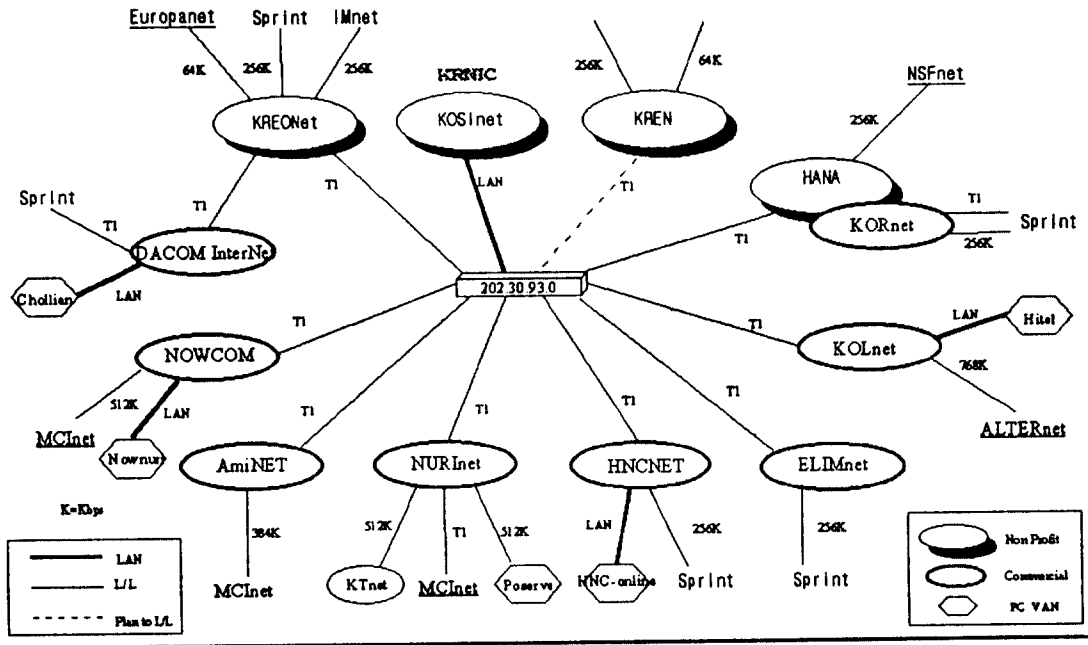 Europanet
Sprint
IMnet
64K
256K
256K
KREONet
KRNIC
KOSInet
256K
64K
KREN
NSFnet
256K
HANA
T1
KORnet
Sprint
256K
LAN
T1
T1
T1
T1
Sprint
T1
DACOM InterNet
Chollian
LAN
202.30.93.0
T1
NOWCOM
T1
KOLnet
LAN
Hitel
768K
ALTERnet
512K
LAN
MCInet
Nownuri
T1
T1
T1
T1
AmiNET
NURInet
HNCNET
ELIMnet
K=Kbps
384K
512K
T1
512K
LAN
256K
256K
MCInet
KTnet
MCInet
Poserve
HNC-online
Sprint
Sprint
LAN
L/L
Plan to L/L
Non Profit
Commercial
PC VAN